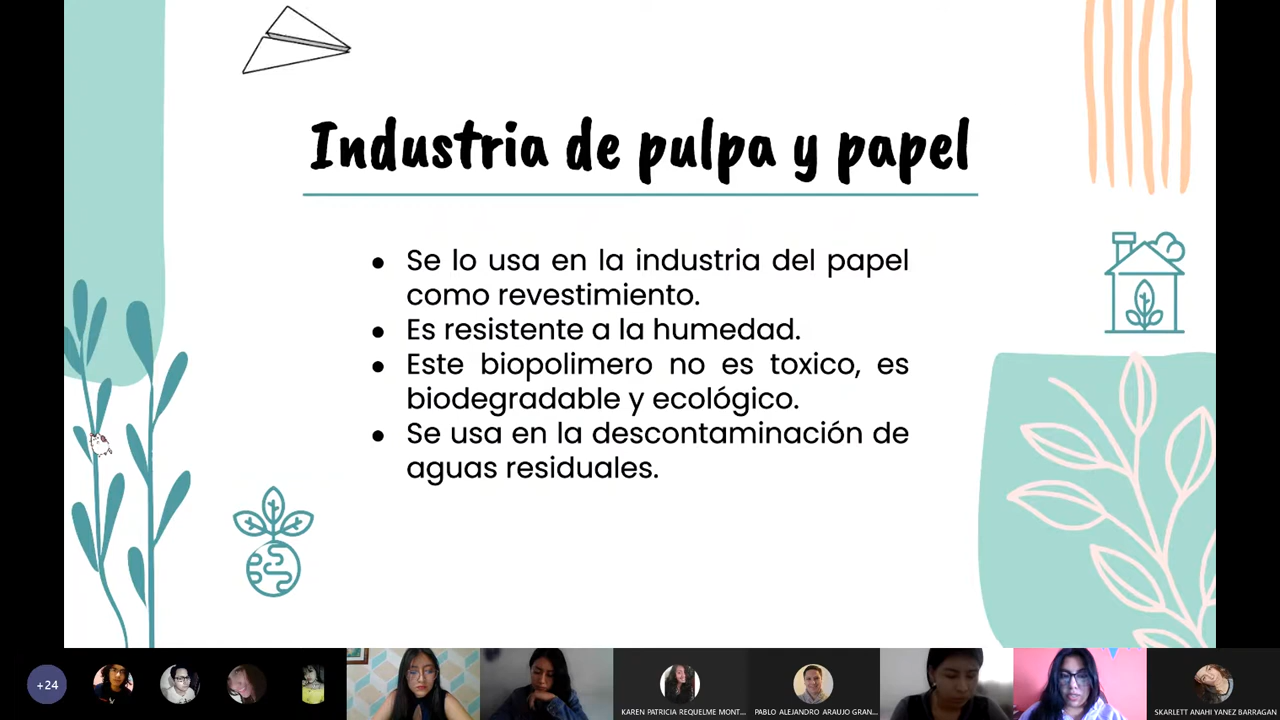 Industria de pulpa y papel
● Se lo usa en la industria del papel
como revestimiento.
● Es resistente a la humedad.
● Este biopolimero no es toxico, es
biodegradable y ecológico.
● Se usa en la descontaminación de
aguas residuales.
+24
KAREN PATRICIA REQUELME MONT...
PABLO ALEJANDRO ARAUJO GRAN...
SKARLETT ANAHI YANEZ BARRAGAN